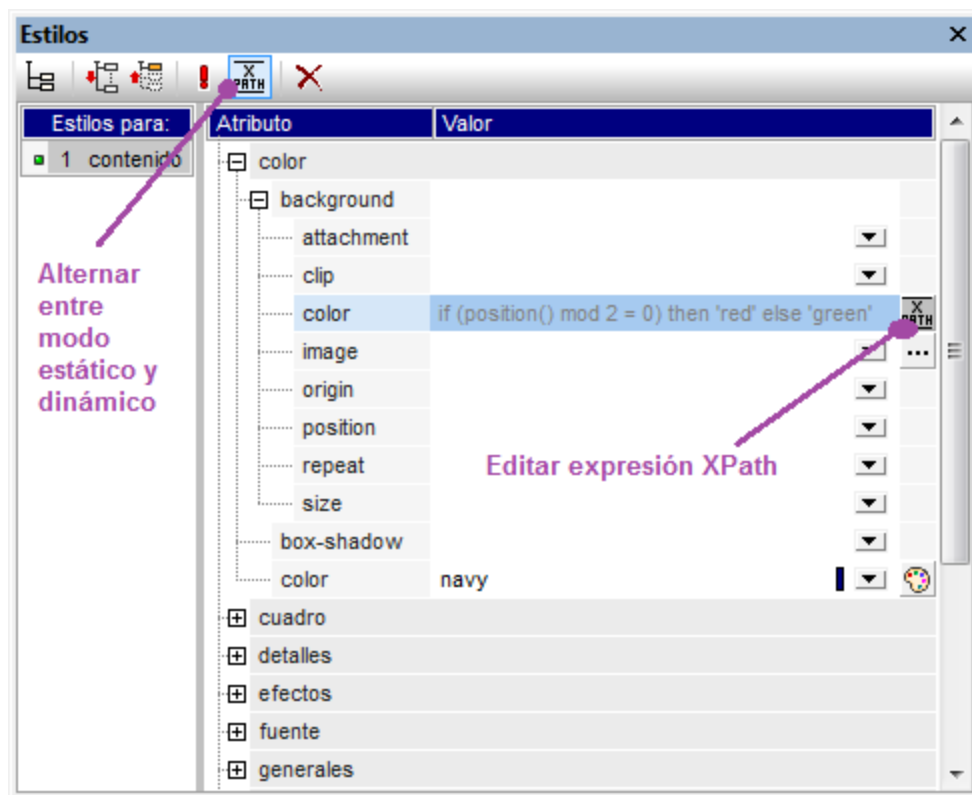 Estilos
X
PATH
Estilos para:
Atributo
Valor
1 contenido
color
background
attachment
clip
color
if (position() mod 2 = 0) then 'red' else 'green'
X
PATH
image
...
origin
position
repeat
size
box-shadow
color
navy
cuadro
detalles
efectos
fuente
generales
Alternar
entre
modo
estático y
dinámico
Editar expresión XPath